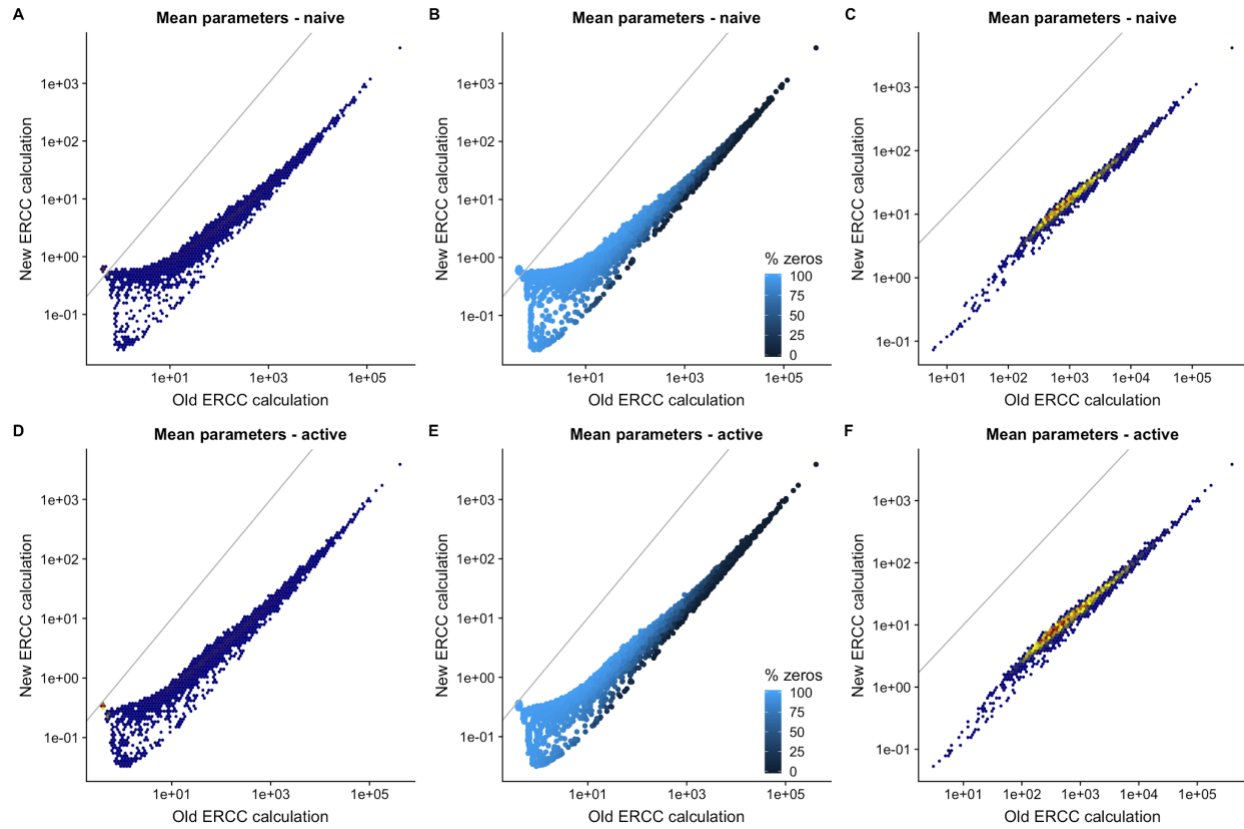 A
Mean parameters - naive
New ERCC calculation
1e+03
1e+02
1e+01
1e+00
1e-01
1e+01
1e+03
1e+05
Old ERCC calculation
B
Mean parameters - naive
New ERCC calculation
1e+03
1e+02
1e+01
1e+00
1e-01
% zeros
100
75
50
25
0
1e+01
1e+03
1e+05
Old ERCC calculation
C
Mean parameters - naive
New ERCC calculation
1e+03
1e+02
1e+01
1e+00
1e-01
1e+01
1e+02
1e+03
1e+04
1e+05
Old ERCC calculation
D
Mean parameters - active
New ERCC calculation
1e+03
1e+02
1e+01
1e+00
1e-01
1e+01
1e+03
1e+05
Old ERCC calculation
E
Mean parameters - active
New ERCC calculation
1e+03
1e+02
1e+01
1e+00
1e-01
% zeros
100
75
50
25
0
1e+01
1e+03
1e+05
Old ERCC calculation
F
Mean parameters - active
New ERCC calculation
1e+03
1e+02
1e+01
1e+00
1e-01
1e+01
1e+02
1e+03
1e+04
1e+05
Old ERCC calculation